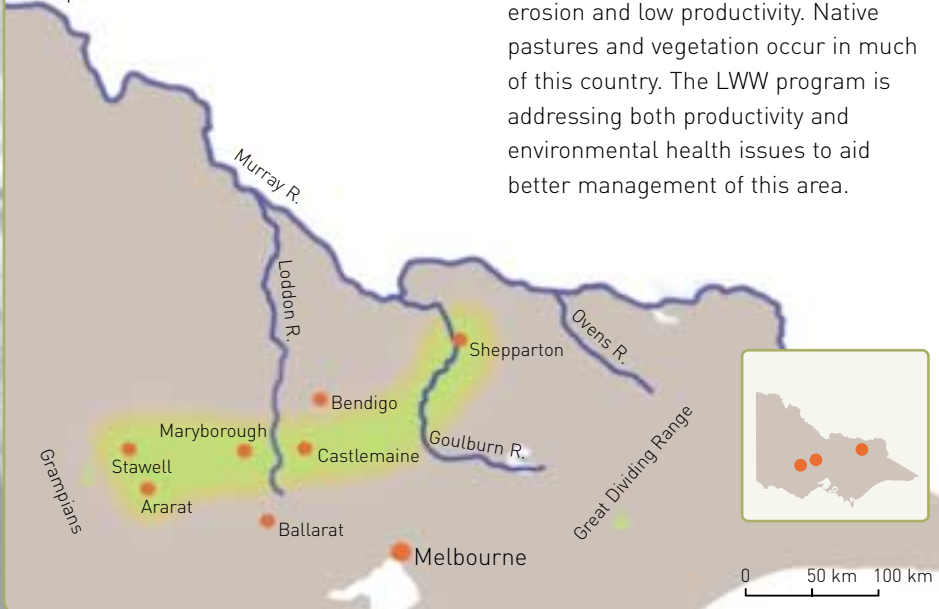 erosion and low productivity. Native
pastures and vegetation occur in much
of this country. The LWW program is
addressing both productivity and
environmental health issues to aid
better management of this area.
Murray R.
Loddon R.
Ovens R.
Shepparton
Bendigo
Maryborough
Goulburn R.
Castlemaine
Stawell
Grampians
Great Dividing Range
Ararat
Ballarat
Melbourne
0 50 km 100 km